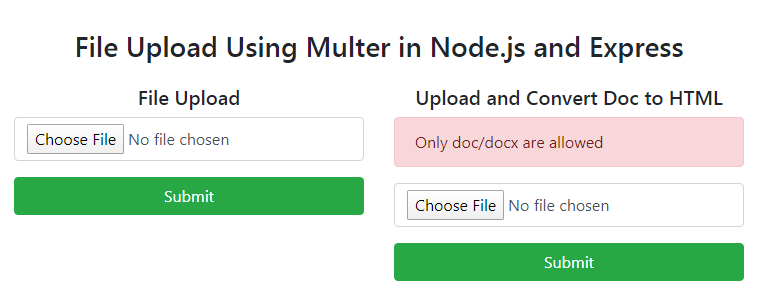 File Upload Using Multer in Node.js and Express
File Upload
Choose File No file chosen
Submit
Upload and Convert Doc to HTML
Only doc/docx are allowed
Choose File No file chosen
Submit